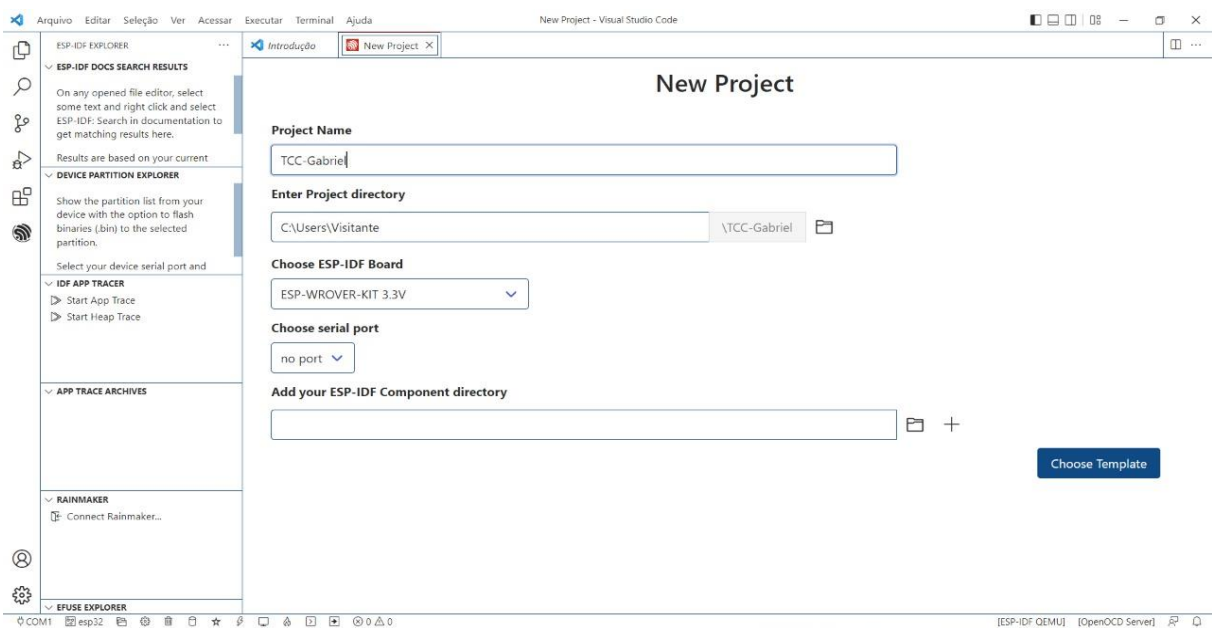 Arquivo Editar Seleção Ver Acessar Executar Terminal Ajuda
New Project - Visual Studio Code
ESP-IDF EXPLORER
Introdução
New Project
ESP-IDF DOCS SEARCH RESULTS
On any opened file editor, select
some text and right click and select
ESP-IDF: Search in documentation to
get matching results here.
Results are based on your current
DEVICE PARTITION EXPLORER
Show the partition list from your
device with the option to flash
binaries (.bin) to the selected
partition.
Select your device serial port and
IDF APP TRACER
Start App Trace
Start Heap Trace
APP TRACE ARCHIVES
RAINMAKER
Connect Rainmaker...
EFUSE EXPLORER
New Project
Project Name
TCC-Gabriel
Enter Project directory
C:\Users\Visitante
\TCC-Gabriel
Choose ESP-IDF Board
ESP-WROVER-KIT 3.3V
Choose serial port
no port
Add your ESP-IDF Component directory
Choose Template
COM1 esp32 0 0 [ESP-IDF QEMU] [OpenOCD Server]